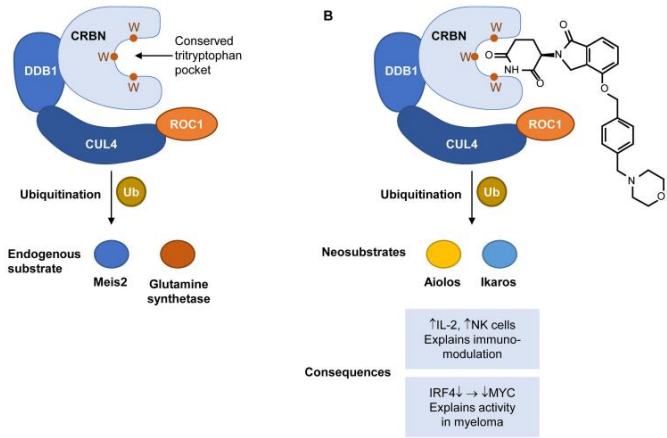 CRBN
W
W
W
Conserved
tritryptophan
pocket
DDB1
CUL4
ROC1
Ubiquitination
Ub
Endogenous
substrate
Meis2
Glutamine
synthetase
B
CRBN
W
W
W
DDB1
CUL4
ROC1
O
N
O
NH
O
O
N
O
Ubiquitination
Ub
Neosubstrates
Aiolos
Ikaros
Consequences
↑IL-2, ↑NK cells
Explains immuno-
modulation
IRF4↓ → ↓MYC
Explains activity
in myeloma